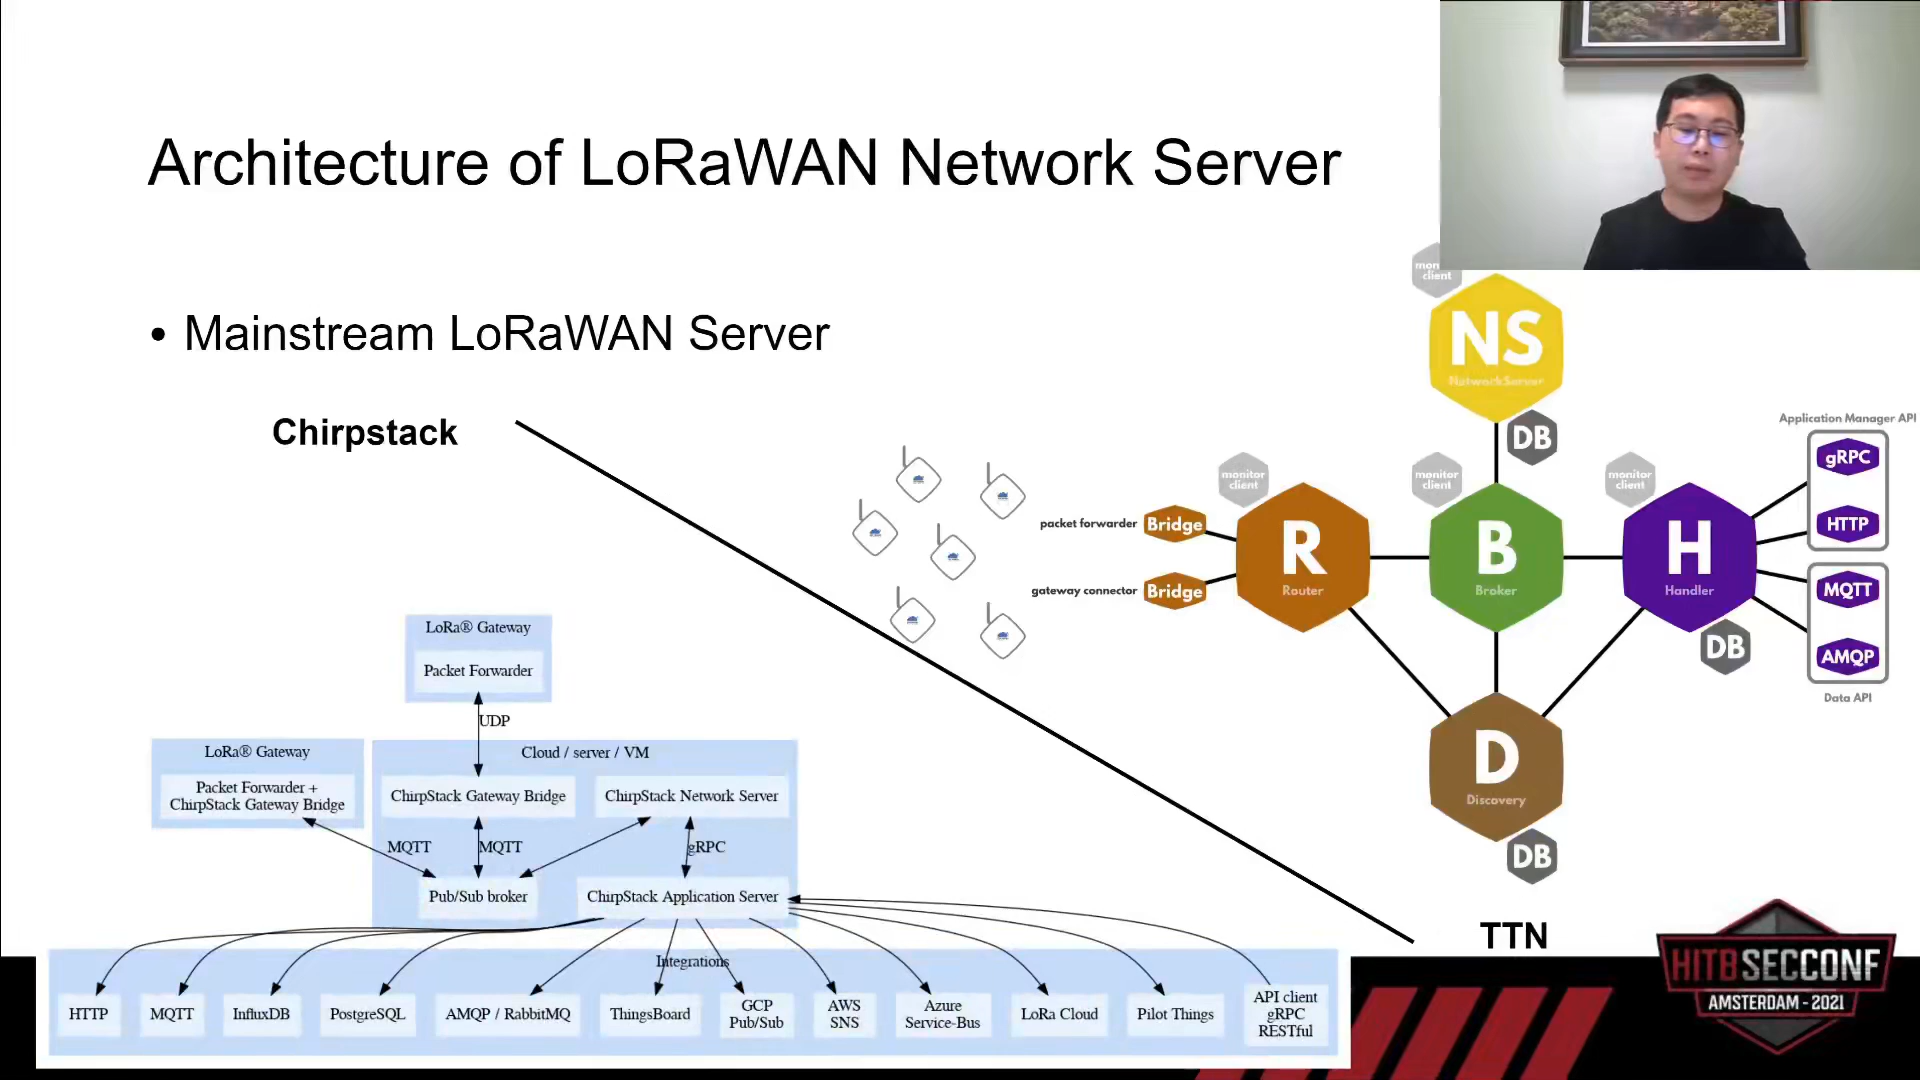 Architecture of LoRaWAN Network Server
• Mainstream LoRaWAN Server
Chirpstack
LoRa® Gateway
Packet Forwarder
UDP
LoRa® Gateway
Packet Forwarder +
ChirpStack Gateway Bridge
Cloud / server / VM
ChirpStack Gateway Bridge
ChirpStack Network Server
MQTT
MQTT
gRPC
Pub/Sub broker
ChirpStack Application Server
Integrations
HTTP
MQTT
InfluxDB
PostgreSQL
AMQP / RabbitMQ
ThingsBoard
GCP
Pub/Sub
AWS
SNS
Azure
Service-Bus
LoRa Cloud
Pilot Things
API client
gRPC
RESTful
client
NS
NetworkServer
DB
monitor
client
monitor
client
monitor
client
packet forwarder
Bridge
gateway connector
Bridge
R
Router
B
Broker
H
Handler
DB
Application Manager API
gRPC
HTTP
MQTT
AMQP
Data API
D
Discovery
DB
TTN
HITBSECCONF
AMSTERDAM - 2021